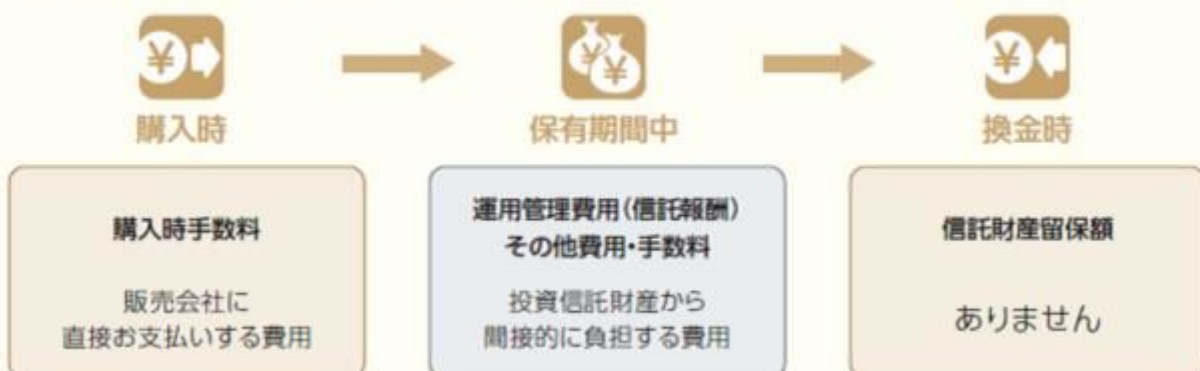 購入時
保有期間中
換金時
購入時手数料
販売会社に
直接お支払いする費用
運用管理費用(信託報酬)
その他費用・手数料
投資信託財産から
間接的に負担する費用
信託財産留保額
ありません